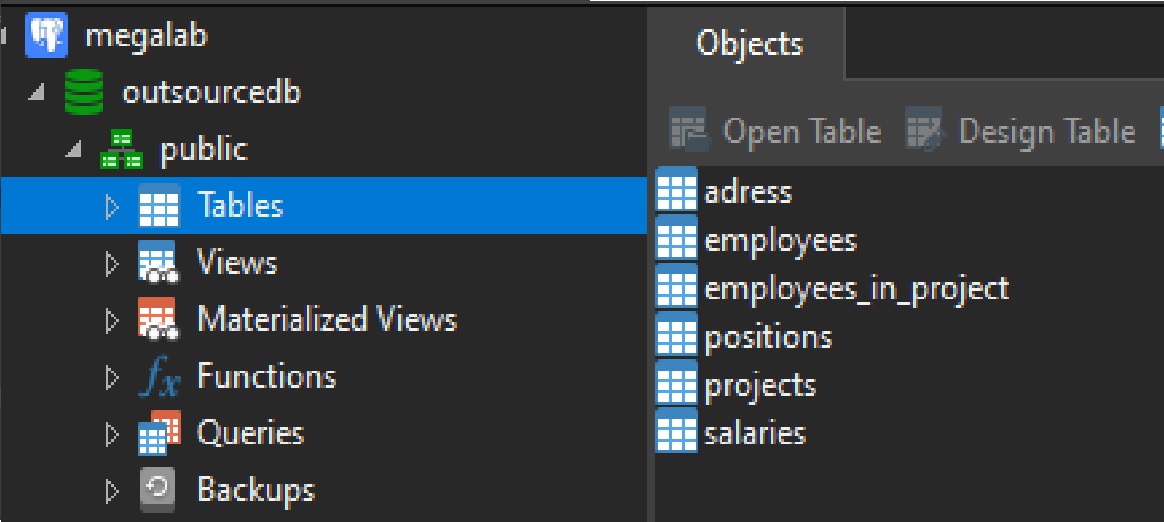 megalab
outsourcedb
public
Tables
Views
Materialized Views
fx Functions
Queries
Backups
Objects
Open Table Design Table
adress
employees
employees_in_project
positions
projects
salaries